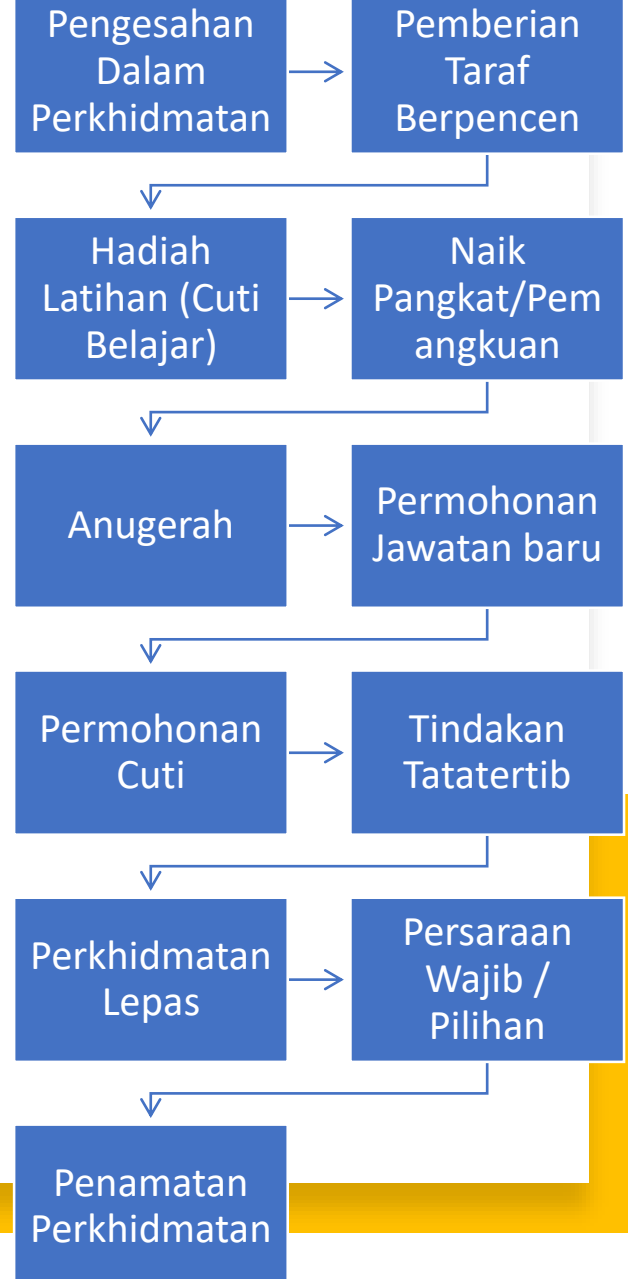 Pengesahan
Dalam
Perkhidmatan
Pemberian
Taraf
Berpencen
Hadiah
Latihan (Cuti
Belajar)
Naik
Pangkat/Pem
angkuan
Anugerah
Permohonan
Jawatan baru
Permohonan
Cuti
Tindakan
Tatatertib
Perkhidmatan
Lepas
Persaraan
Wajib /
Pilihan
Penamatan
Perkhidmatan